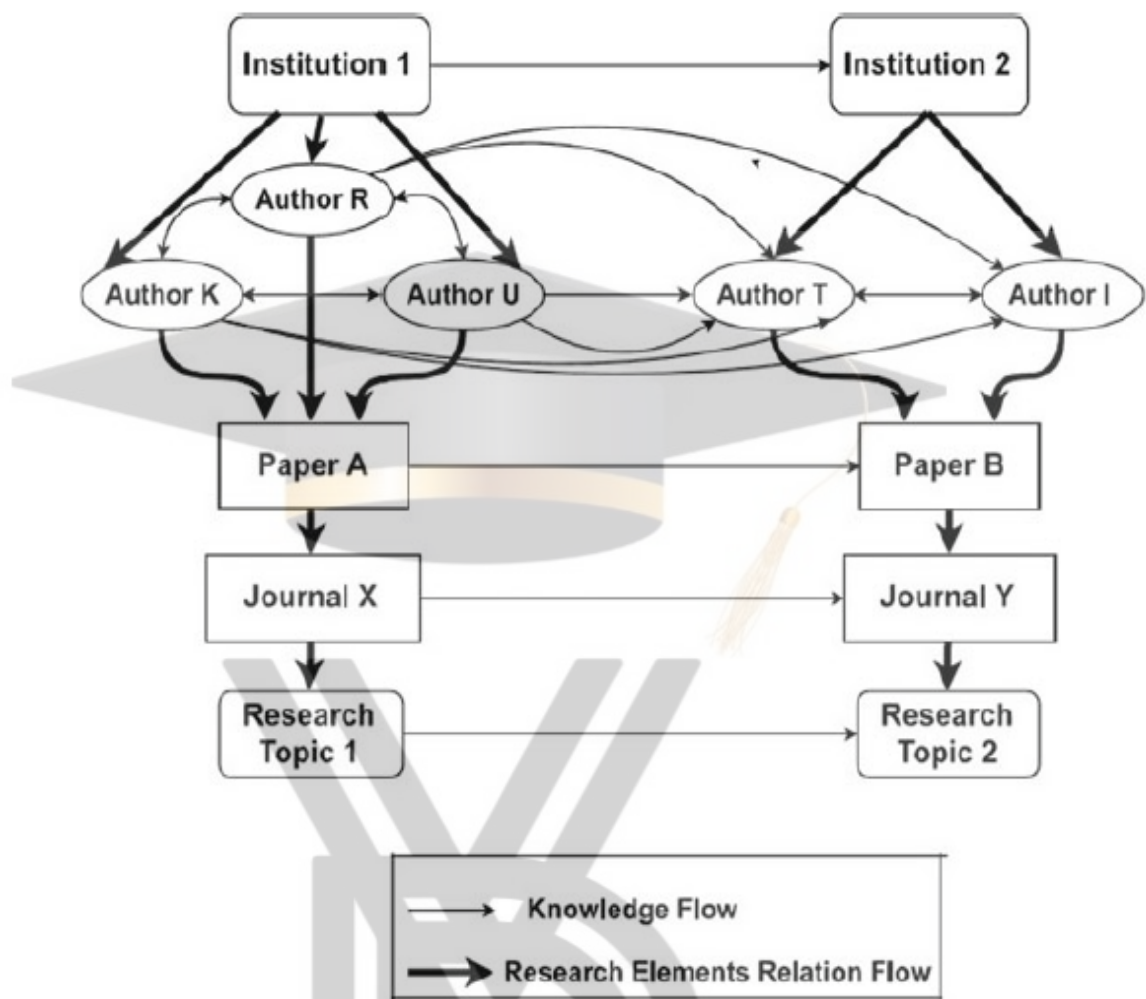 Institution 1
Institution 2
Author R
Author K
Author U
Author T
Author I
Paper A
Paper B
Journal X
Journal Y
Research
Topic 1
Research
Topic 2
Knowledge Flow
Research Elements Relation Flow